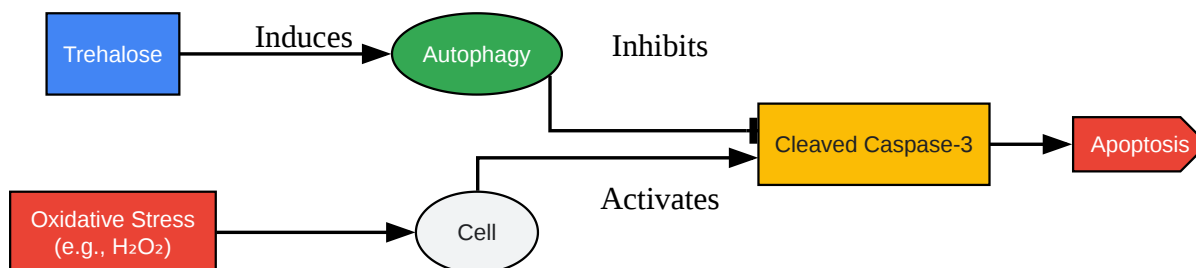 Trehalose
Induces
Autophagy
Inhibits
Cleaved Caspase-3
Apoptosis
Activates
Oxidative Stress
(e.g., H₂O₂)
Cell